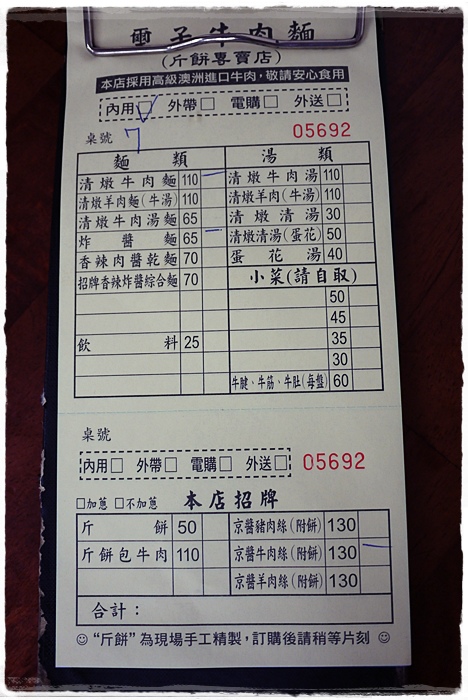 子牛肉麵
(斤餅專賣店)
本店採用高級澳洲進口牛肉,敬請安心食用
內用□ 外帶□ 電購□ 外送□
桌號 7 05692
麵類 湯類
清燉牛肉麵 110 清燉牛肉湯 110
清燉羊肉麵(牛湯) 110 清燉羊肉(牛湯) 110
清燉牛肉湯麵 65 清燉清湯 30
炸醬麵 65 清燉清湯(蛋花) 50
香辣肉醬乾麵 70 蛋花湯 40
招牌香辣炸醬綜合麵 70 小菜(請自取)
50
45
飲料 25 35
30
牛腱、牛筋、牛肚(每盤) 60
桌號
內用□ 外帶□ 電購□ 外送□ 05692
□加蔥 □不加蔥 本店招牌
斤餅 50 京醬豬肉絲(附餅) 130
斤餅包牛肉 110 京醬牛肉絲(附餅) 130
京醬羊肉絲(附餅) 130
合計:
☺“斤餅”為現場手工精製,訂購後請稍等片刻☺